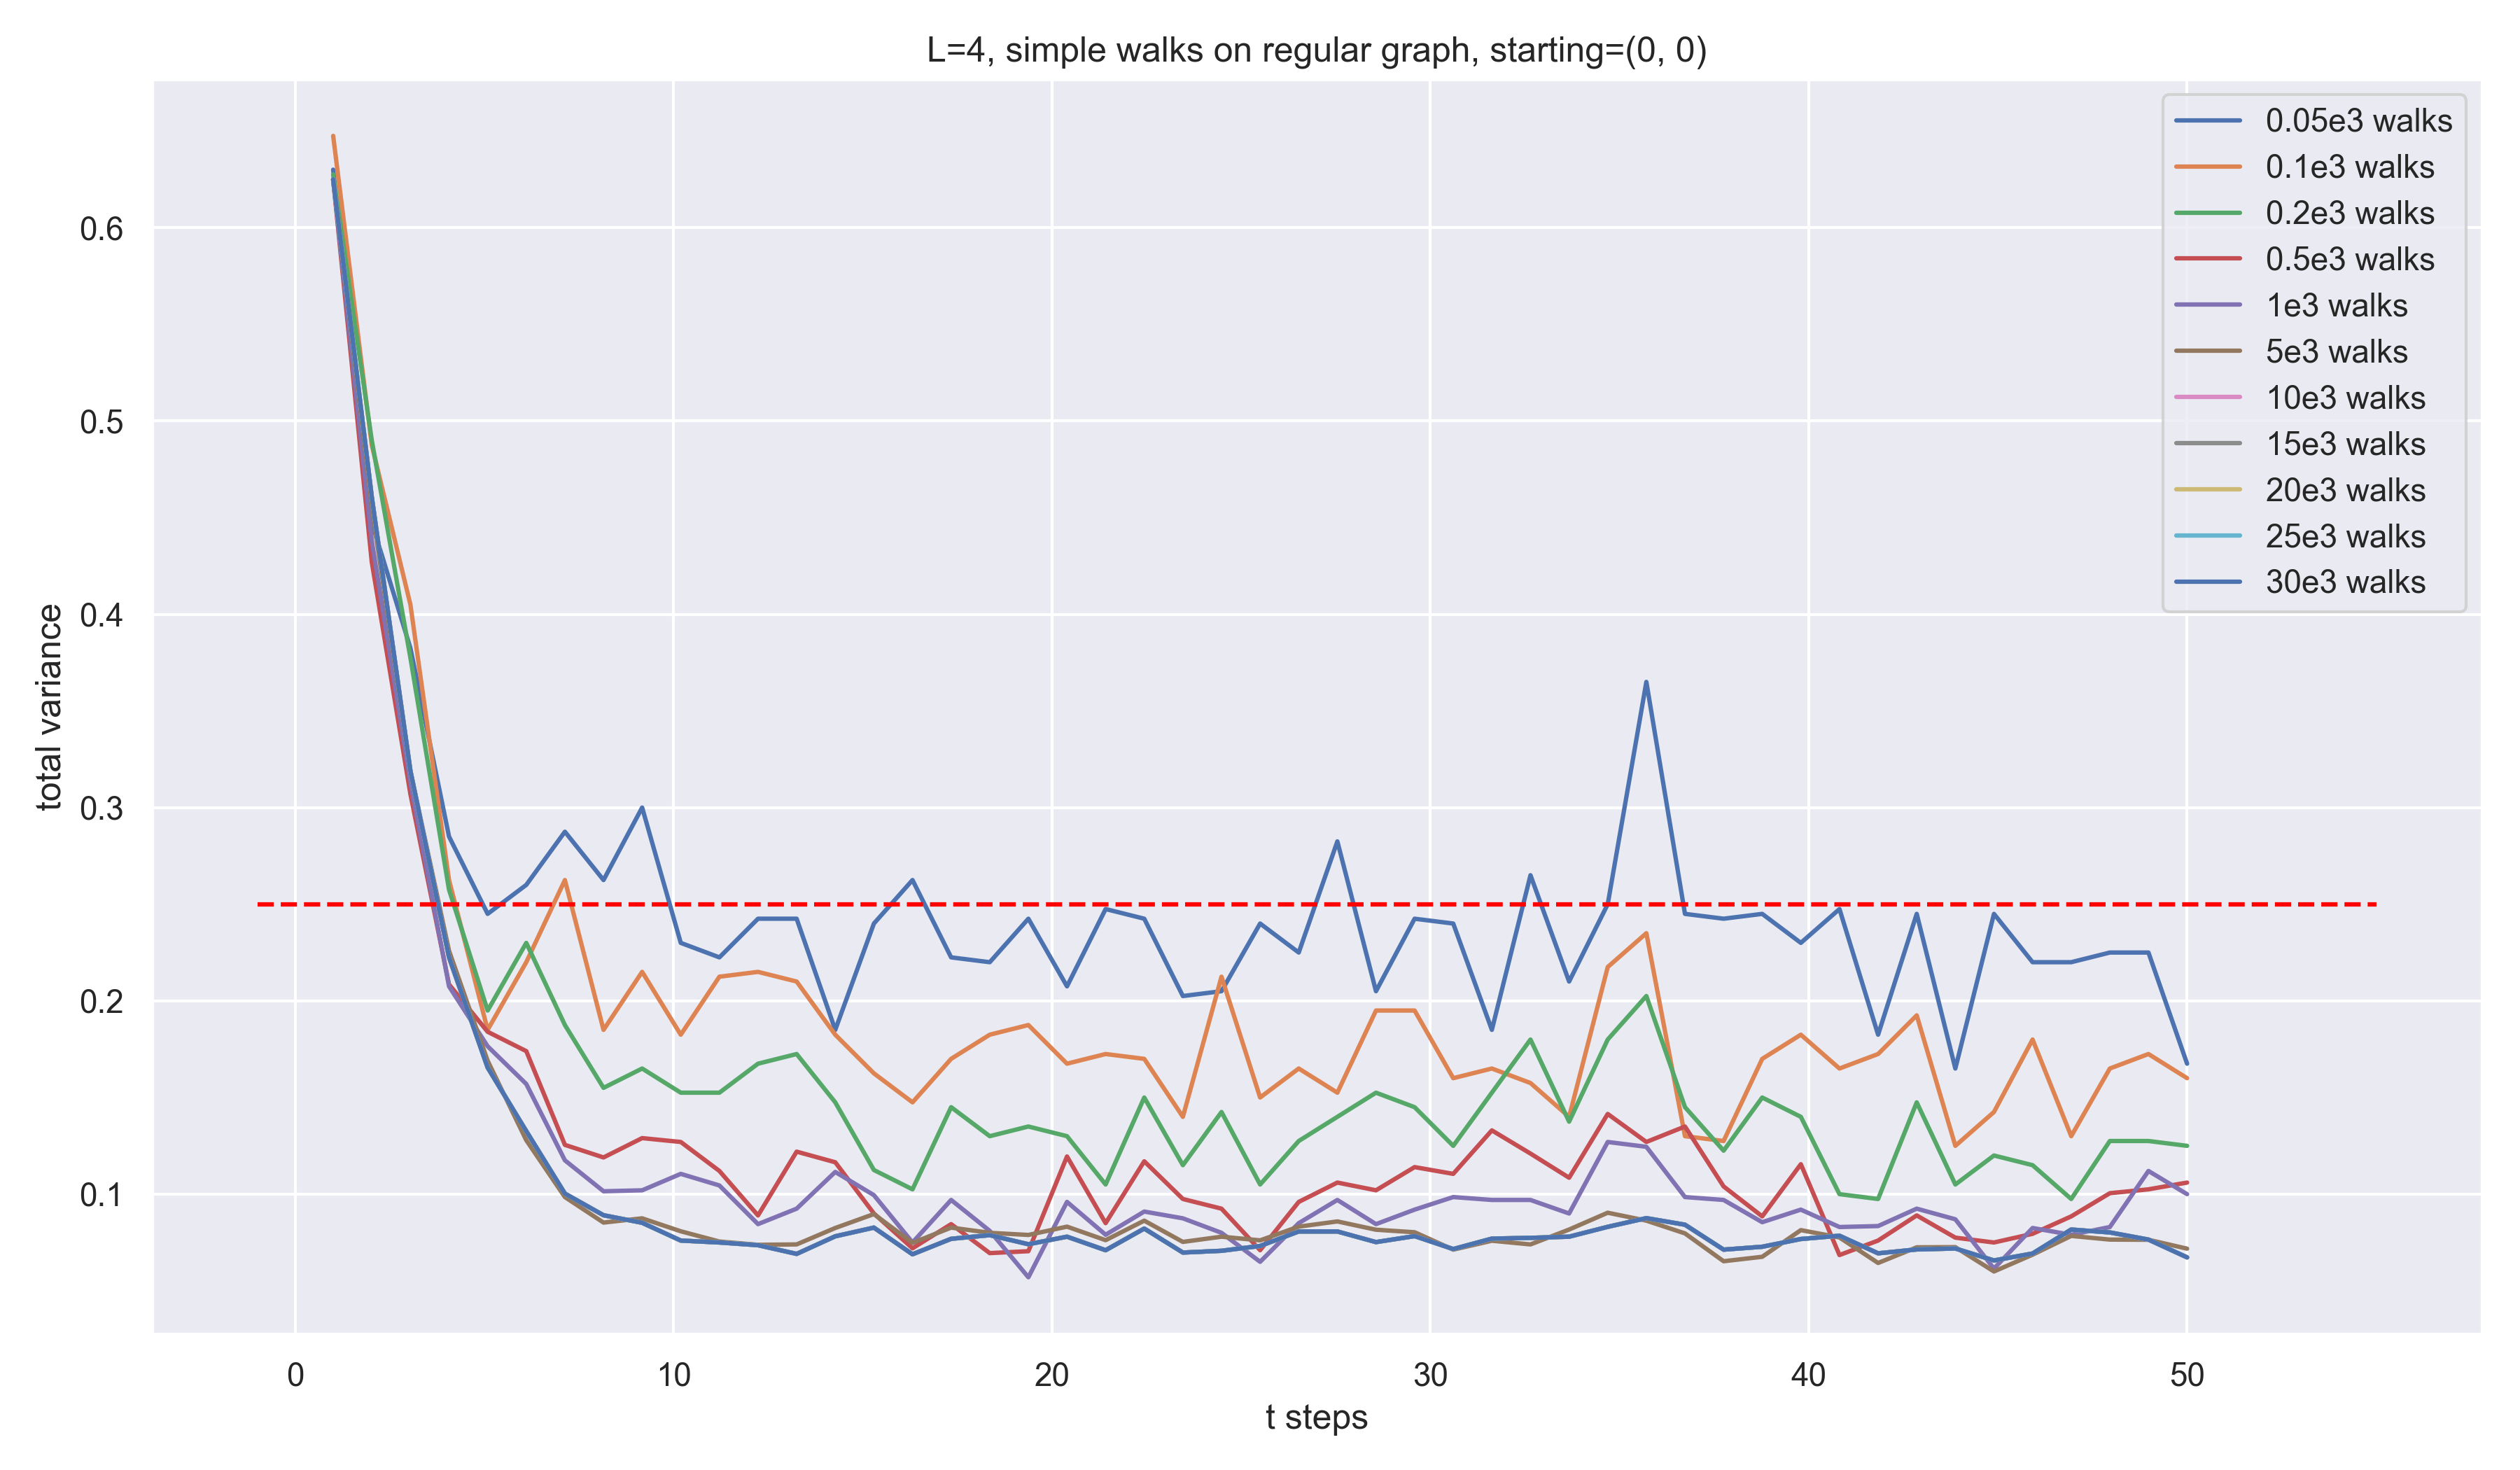 L=4, simple walks on regular graph, starting=(0, 0)
0.05e3 walks
0.1e3 walks
0.2e3 walks
0.5e3 walks
1e3 walks
5e3 walks
10e3 walks
15e3 walks
20e3 walks
25e3 walks
30e3 walks
total variance
0.6
0.5
0.4
0.3
0.2
0.1
0 10 20 30 40 50
t steps